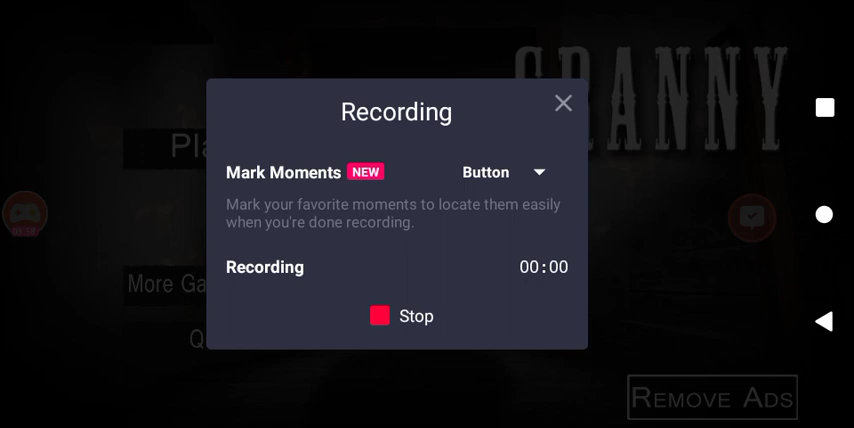 GRANNY
Recording
Pla
Mark Moments NEW Button
Mark your favorite moments to locate them easily
when you're done recording.
Recording 00:00
More Ga
Stop
Q
REMOVE ADS